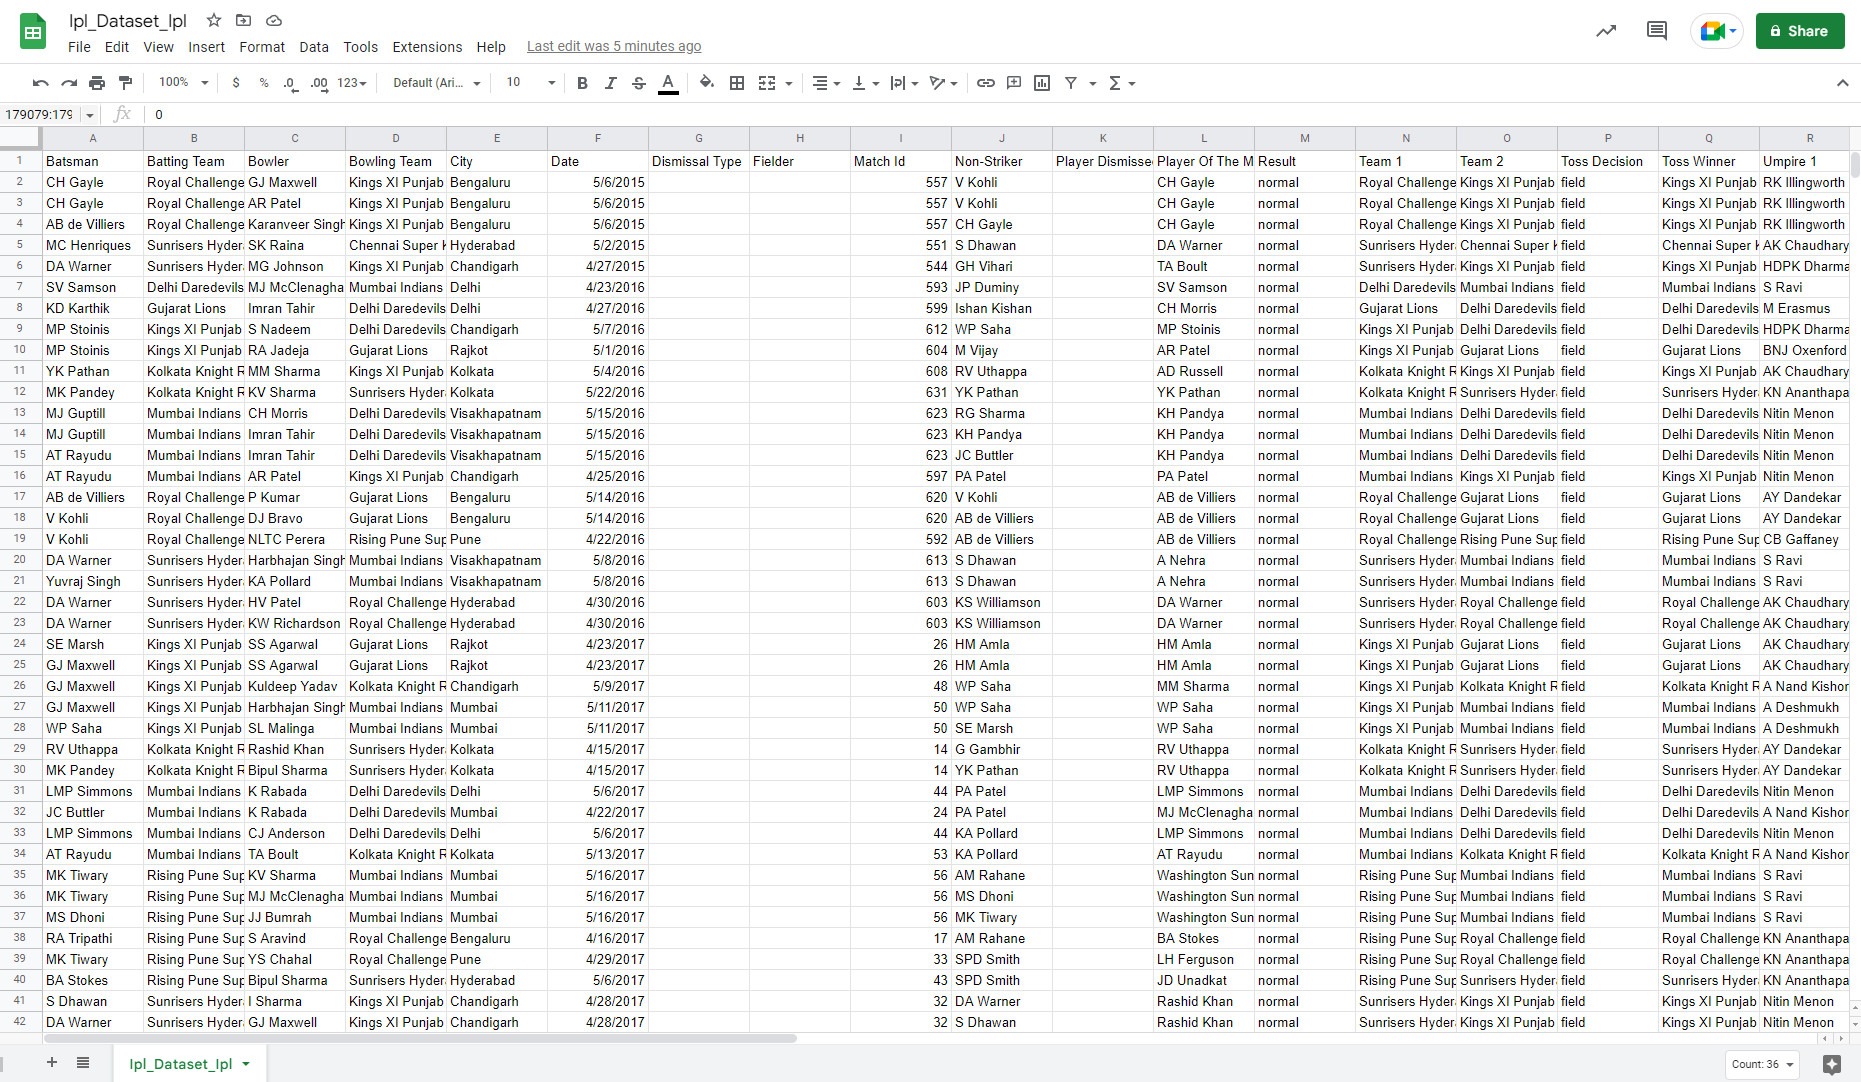 Ipl_Dataset_Ipl
File Edit View Insert Format Data Tools Extensions Help Last edit was 5 minutes ago
Share
100% $ % .0 .00 123 Default (Ari... 10 B I S A
179079:179 fx 0
A B C D E F G H I J K L M N O P Q R
1 Batsman Batting Team Bowler Bowling Team City Date Dismissal Type Fielder Match Id Non-Striker Player Dismisse Player Of The M Result Team 1 Team 2 Toss Decision Toss Winner Umpire 1
2 CH Gayle Royal Challenge GJ Maxwell Kings XI Punjab Bengaluru 5/6/2015 557 V Kohli CH Gayle normal Royal Challenge Kings XI Punjab field Kings XI Punjab RK Illingworth
3 CH Gayle Royal Challenge AR Patel Kings XI Punjab Bengaluru 5/6/2015 557 V Kohli CH Gayle normal Royal Challenge Kings XI Punjab field Kings XI Punjab RK Illingworth
4 AB de Villiers Royal Challenge Karanveer Singh Kings XI Punjab Bengaluru 5/6/2015 557 CH Gayle CH Gayle normal Royal Challenge Kings XI Punjab field Kings XI Punjab RK Illingworth
5 MC Henriques Sunrisers Hyder SK Raina Chennai Super K Hyderabad 5/2/2015 551 S Dhawan DA Warner normal Sunrisers Hyder Chennai Super K field Chennai Super K AK Chaudhary
6 DA Warner Sunrisers Hyder MG Johnson Kings XI Punjab Chandigarh 4/27/2015 544 GH Vihari TA Boult normal Sunrisers Hyder Kings XI Punjab field Kings XI Punjab HDPK Dharma
7 SV Samson Delhi Daredevils MJ McClenagha Mumbai Indians Delhi 4/23/2016 593 JP Duminy SV Samson normal Delhi Daredevils Mumbai Indians field Mumbai Indians S Ravi
8 KD Karthik Gujarat Lions Imran Tahir Delhi Daredevils Delhi 4/27/2016 599 Ishan Kishan CH Morris normal Gujarat Lions Delhi Daredevils field Delhi Daredevils M Erasmus
9 MP Stoinis Kings XI Punjab S Nadeem Delhi Daredevils Chandigarh 5/7/2016 612 WP Saha MP Stoinis normal Kings XI Punjab Delhi Daredevils field Delhi Daredevils HDPK Dharma
10 MP Stoinis Kings XI Punjab RA Jadeja Gujarat Lions Rajkot 5/1/2016 604 M Vijay AR Patel normal Kings XI Punjab Gujarat Lions field Gujarat Lions BNJ Oxenford
11 YK Pathan Kolkata Knight R MM Sharma Kings XI Punjab Kolkata 5/4/2016 608 RV Uthappa AD Russell normal Kolkata Knight R Kings XI Punjab field Kings XI Punjab AK Chaudhary
12 MK Pandey Kolkata Knight R KV Sharma Sunrisers Hyder Kolkata 5/22/2016 631 YK Pathan YK Pathan normal Kolkata Knight R Sunrisers Hyder field Sunrisers Hyder KN Ananthapa
13 MJ Guptill Mumbai Indians CH Morris Delhi Daredevils Visakhapatnam 5/15/2016 623 RG Sharma KH Pandya normal Mumbai Indians Delhi Daredevils field Delhi Daredevils Nitin Menon
14 MJ Guptill Mumbai Indians Imran Tahir Delhi Daredevils Visakhapatnam 5/15/2016 623 KH Pandya KH Pandya normal Mumbai Indians Delhi Daredevils field Delhi Daredevils Nitin Menon
15 AT Rayudu Mumbai Indians Imran Tahir Delhi Daredevils Visakhapatnam 5/15/2016 623 JC Buttler KH Pandya normal Mumbai Indians Delhi Daredevils field Delhi Daredevils Nitin Menon
16 AT Rayudu Mumbai Indians AR Patel Kings XI Punjab Chandigarh 4/25/2016 597 PA Patel PA Patel normal Mumbai Indians Kings XI Punjab field Kings XI Punjab Nitin Menon
17 AB de Villiers Royal Challenge P Kumar Gujarat Lions Bengaluru 5/14/2016 620 V Kohli AB de Villiers normal Royal Challenge Gujarat Lions field Gujarat Lions AY Dandekar
18 V Kohli Royal Challenge DJ Bravo Gujarat Lions Bengaluru 5/14/2016 620 AB de Villiers AB de Villiers normal Royal Challenge Gujarat Lions field Gujarat Lions AY Dandekar
19 V Kohli Royal Challenge NLTC Perera Rising Pune Sup Pune 4/22/2016 592 AB de Villiers AB de Villiers normal Royal Challenge Rising Pune Sup field Rising Pune Sup CB Gaffaney
20 DA Warner Sunrisers Hyder Harbhajan Singh Mumbai Indians Visakhapatnam 5/8/2016 613 S Dhawan A Nehra normal Sunrisers Hyder Mumbai Indians field Mumbai Indians S Ravi
21 Yuvraj Singh Sunrisers Hyder KA Pollard Mumbai Indians Visakhapatnam 5/8/2016 613 S Dhawan A Nehra normal Sunrisers Hyder Mumbai Indians field Mumbai Indians S Ravi
22 DA Warner Sunrisers Hyder HV Patel Royal Challenge Hyderabad 4/30/2016 603 KS Williamson DA Warner normal Sunrisers Hyder Royal Challenge field Royal Challenge AK Chaudhary
23 DA Warner Sunrisers Hyder KW Richardson Royal Challenge Hyderabad 4/30/2016 603 KS Williamson DA Warner normal Sunrisers Hyder Royal Challenge field Royal Challenge AK Chaudhary
24 SE Marsh Kings XI Punjab SS Agarwal Gujarat Lions Rajkot 4/23/2017 26 HM Amla HM Amla normal Kings XI Punjab Gujarat Lions field Gujarat Lions AK Chaudhary
25 GJ Maxwell Kings XI Punjab SS Agarwal Gujarat Lions Rajkot 4/23/2017 26 HM Amla HM Amla normal Kings XI Punjab Gujarat Lions field Gujarat Lions AK Chaudhary
26 GJ Maxwell Kings XI Punjab Kuldeep Yadav Kolkata Knight R Chandigarh 5/9/2017 48 WP Saha MM Sharma normal Kings XI Punjab Kolkata Knight R field Kolkata Knight R A Nand Kishor
27 GJ Maxwell Kings XI Punjab Harbhajan Singh Mumbai Indians Mumbai 5/11/2017 50 WP Saha WP Saha normal Kings XI Punjab Mumbai Indians field Mumbai Indians A Deshmukh
28 WP Saha Kings XI Punjab SL Malinga Mumbai Indians Mumbai 5/11/2017 50 SE Marsh WP Saha normal Kings XI Punjab Mumbai Indians field Mumbai Indians A Deshmukh
29 RV Uthappa Kolkata Knight R Rashid Khan Sunrisers Hyder Kolkata 4/15/2017 14 G Gambhir RV Uthappa normal Kolkata Knight R Sunrisers Hyder field Sunrisers Hyder AY Dandekar
30 MK Pandey Kolkata Knight R Bipul Sharma Sunrisers Hyder Kolkata 4/15/2017 14 YK Pathan RV Uthappa normal Kolkata Knight R Sunrisers Hyder field Sunrisers Hyder AY Dandekar
31 LMP Simmons Mumbai Indians K Rabada Delhi Daredevils Delhi 5/6/2017 44 PA Patel LMP Simmons normal Mumbai Indians Delhi Daredevils field Delhi Daredevils Nitin Menon
32 JC Buttler Mumbai Indians K Rabada Delhi Daredevils Mumbai 4/22/2017 24 PA Patel MJ McClenagha normal Mumbai Indians Delhi Daredevils field Delhi Daredevils A Nand Kishor
33 LMP Simmons Mumbai Indians CJ Anderson Delhi Daredevils Delhi 5/6/2017 44 KA Pollard LMP Simmons normal Mumbai Indians Delhi Daredevils field Delhi Daredevils Nitin Menon
34 AT Rayudu Mumbai Indians TA Boult Kolkata Knight R Kolkata 5/13/2017 53 KA Pollard AT Rayudu normal Mumbai Indians Kolkata Knight R field Kolkata Knight R A Nand Kishor
35 MK Tiwary Rising Pune Sup KV Sharma Mumbai Indians Mumbai 5/16/2017 56 AM Rahane Washington Sun normal Rising Pune Sup Mumbai Indians field Mumbai Indians S Ravi
36 MK Tiwary Rising Pune Sup MJ McClenagha Mumbai Indians Mumbai 5/16/2017 56 MS Dhoni Washington Sun normal Rising Pune Sup Mumbai Indians field Mumbai Indians S Ravi
37 MS Dhoni Rising Pune Sup JJ Bumrah Mumbai Indians Mumbai 5/16/2017 56 MK Tiwary Washington Sun normal Rising Pune Sup Mumbai Indians field Mumbai Indians S Ravi
38 RA Tripathi Rising Pune Sup S Aravind Royal Challenge Bengaluru 4/16/2017 17 AM Rahane BA Stokes normal Rising Pune Sup Royal Challenge field Royal Challenge KN Ananthapa
39 MK Tiwary Rising Pune Sup YS Chahal Royal Challenge Pune 4/29/2017 33 SPD Smith LH Ferguson normal Rising Pune Sup Royal Challenge field Royal Challenge KN Ananthapa
40 BA Stokes Rising Pune Sup Bipul Sharma Sunrisers Hyder Hyderabad 5/6/2017 43 SPD Smith JD Unadkat normal Rising Pune Sup Sunrisers Hyder field Sunrisers Hyder KN Ananthapa
41 S Dhawan Sunrisers Hyder I Sharma Kings XI Punjab Chandigarh 4/28/2017 32 DA Warner Rashid Khan normal Sunrisers Hyder Kings XI Punjab field Kings XI Punjab Nitin Menon
42 DA Warner Sunrisers Hyder GJ Maxwell Kings XI Punjab Chandigarh 4/28/2017 32 S Dhawan Rashid Khan normal Sunrisers Hyder Kings XI Punjab field Kings XI Punjab Nitin Menon
Ipl_Dataset_Ipl Count: 36